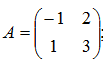 A = ( -1 2
1 3 ) ;